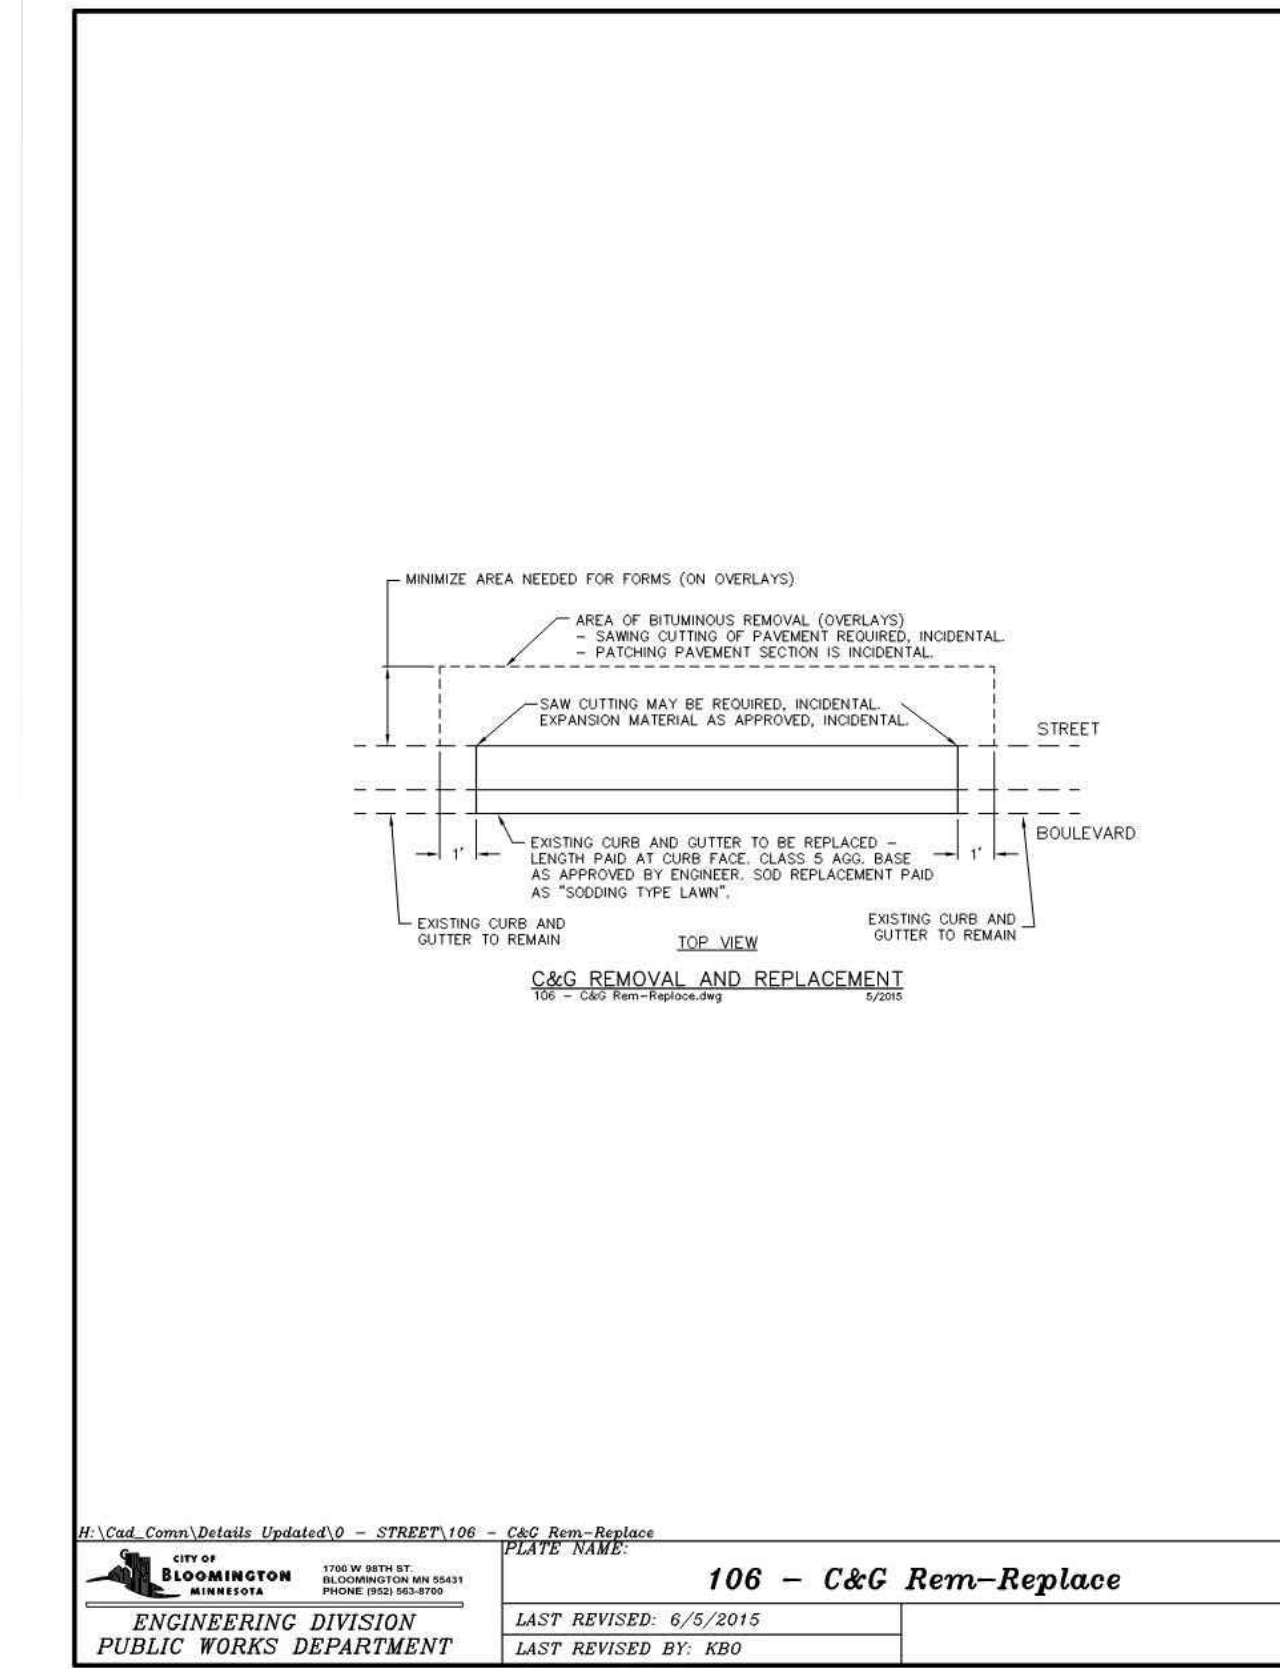 MINIMIZE AREA NEEDED FOR FORMS (ON OVERLAYS)
AREA OF BITUMINOUS REMOVAL (OVERLAYS)
- SAWING CUTTING OF PAVEMENT REQUIRED, INCIDENTAL.
- PATCHING PAVEMENT SECTION IS INCIDENTAL.
SAW CUTTING MAY BE REQUIRED, INCIDENTAL.
EXPANSION MATERIAL AS APPROVED, INCIDENTAL.
STREET
BOULEVARD
1'
1'
EXISTING CURB AND GUTTER TO BE REPLACED -
LENGTH PAID AT CURB FACE. CLASS 5 AGG. BASE
AS APPROVED BY ENGINEER. SOD REPLACEMENT PAID
AS "SODDING TYPE LAWN".
EXISTING CURB AND
GUTTER TO REMAIN
EXISTING CURB AND
GUTTER TO REMAIN
TOP VIEW
C&G REMOVAL AND REPLACEMENT
106 - C&G Rem-Replace.dwg 5/2015
H:\Cad_Comn\Details Updated\0 - STREET\106 - C&G Rem-Replace
CITY OF
BLOOMINGTON
MINNESOTA
1700 W 98TH ST.
BLOOMINGTON MN 55431
PHONE (952) 563-8700
ENGINEERING DIVISION
PUBLIC WORKS DEPARTMENT
PLATE NAME:
106 - C&G Rem-Replace
LAST REVISED: 6/5/2015
LAST REVISED BY: KBO